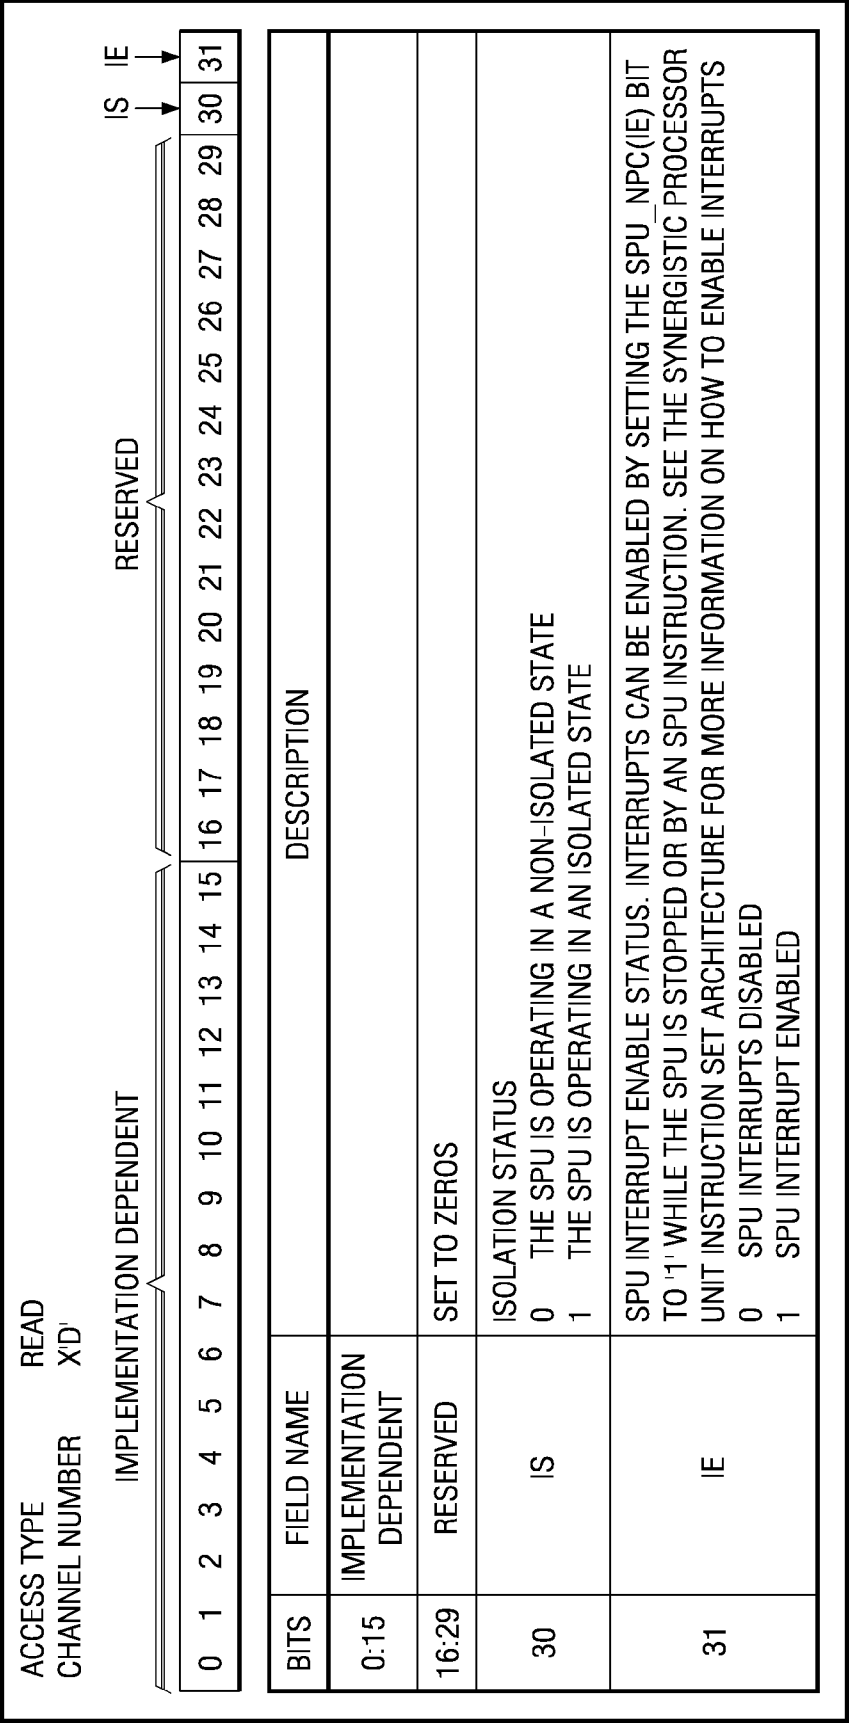 ACCESS TYPE READ
CHANNEL NUMBER X'D'
IMPLEMENTATION DEPENDENT RESERVED IS IE
0 1 2 3 4 5 6 7 8 9 10 11 12 13 14 15 16 17 18 19 20 21 22 23 24 25 26 27 28 29 30 31
BITS FIELD NAME DESCRIPTION
0:15 IMPLEMENTATION
DEPENDENT
16:29 RESERVED SET TO ZEROS
30 IS ISOLATION STATUS
0 THE SPU IS OPERATING IN A NON-ISOLATED STATE
1 THE SPU IS OPERATING IN AN ISOLATED STATE
31 IE SPU INTERRUPT ENABLE STATUS. INTERRUPTS CAN BE ENABLED BY SETTING THE SPU_NPC(IE) BIT
TO '1' WHILE THE SPU IS STOPPED OR BY AN SPU INSTRUCTION. SEE THE SYNERGISTIC PROCESSOR
UNIT INSTRUCTION SET ARCHITECTURE FOR MORE INFORMATION ON HOW TO ENABLE INTERRUPTS
0 SPU INTERRUPTS DISABLED
1 SPU INTERRUPT ENABLED